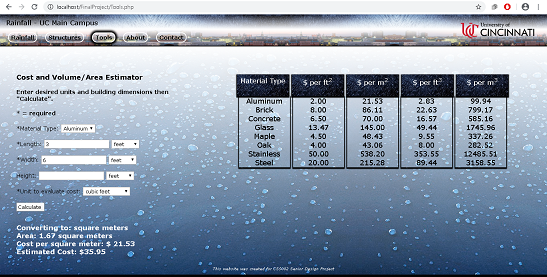 localhost/FinalProject/Tools.php
Rainfall - UC Main Campus
University of
CINCINNATI
Rainfall Structures Tools About Contact
Cost and Volume/Area Estimator
Enter desired units and building dimensions then
"Calculate".
* = required
*Material Type: Aluminum
*Length: 3 feet
*Width: 6 feet
Height: feet
*Unit to evaluate cost: cubic feet
Calculate
Converting to: square meters
Area: 1.67 square meters
Cost per square meter: $ 21.53
Estimated Cost: $35.95
Material Type $ per ft² $ per m² $ per ft³ $ per m³
Aluminum 2.00 21.53 2.83 99.94
Brick 8.00 86.11 22.63 799.17
Concrete 6.50 70.00 16.57 585.16
Glass 13.47 145.00 49.44 1745.96
Maple 4.50 48.43 9.55 337.26
Oak 4.00 43.06 8.00 282.52
Stainless 50.00 538.20 353.55 12485.51
Steel 20.00 215.28 89.44 3158.55
This website was created for EECE Senior Design Project